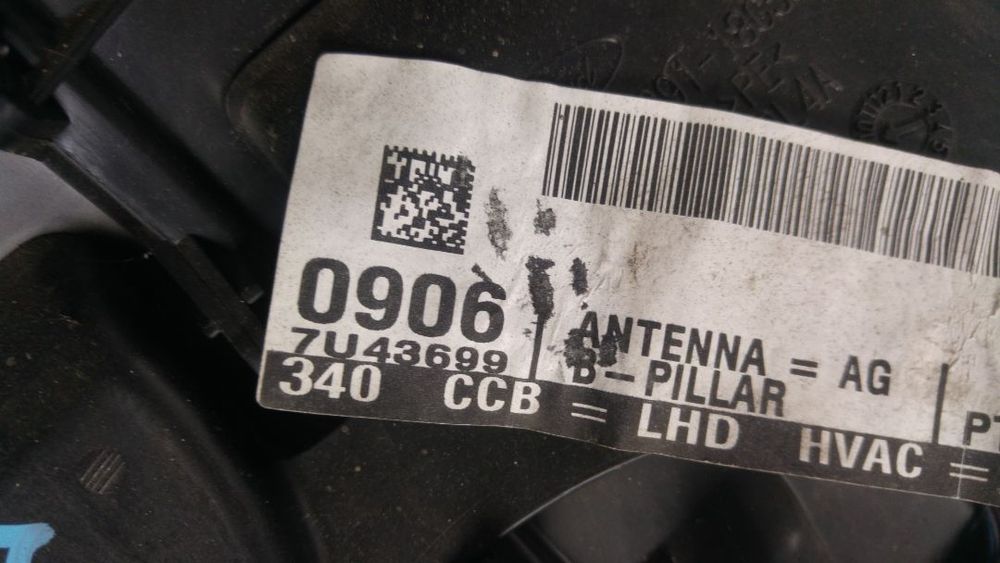 0906
7U43699
ANTENNA = AG
B-PILLAR
340 CCB = LHD HVAC =